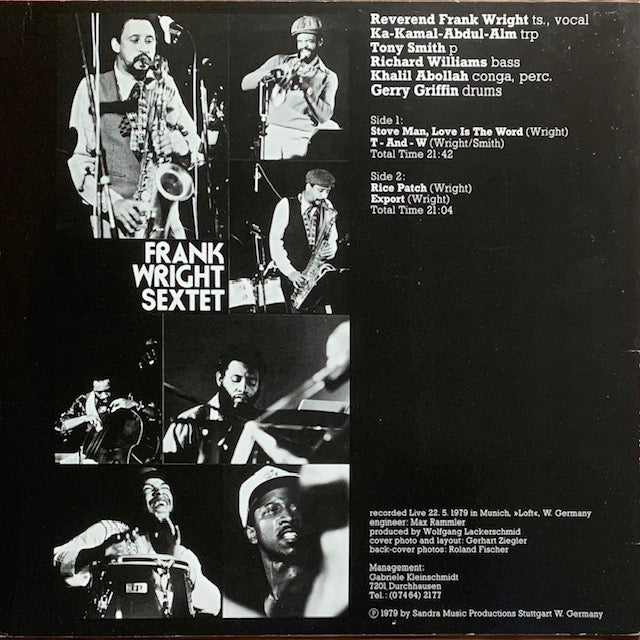 Reverend Frank Wright ts., vocal
Ka-Kamal-Abdul-Alm trp
Tony Smith p
Richard Williams bass
Khalil Abollah conga, perc.
Gerry Griffin drums
Side 1:
Stove Man, Love Is The Word (Wright)
T - And - W (Wright/Smith)
Total Time 21:42
Side 2:
Rice Patch (Wright)
Export (Wright)
Total Time 21:04
FRANK
WRIGHT
SEXTET
LP
recorded Live 22. 5. 1979 in Munich, »Loft«, W. Germany
engineer: Max Rammler
produced by Wolfgang Lackerschmid
cover photo and layout: Gerhart Ziegler
back-cover photos: Roland Fischer
Management:
Gabriele Kleinschmidt
7201 Durchhausen
Tel.: (07464) 2177
Ⓟ 1979 by Sandra Music Productions Stuttgart W. Germany